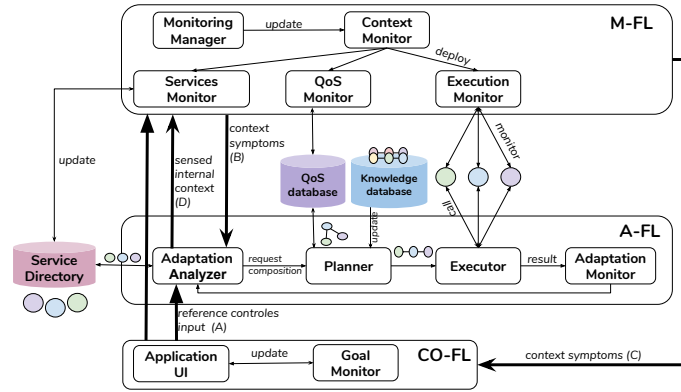 M-FL
Monitoring
Manager
update
Context
Monitor
deploy
Services
Monitor
QoS
Monitor
Execution
Monitor
update
sensed
internal
context
(D)
context
symptoms
(B)
QoS
database
Knowledge
database
monitor
call
update
A-FL
Service
Directory
Adaptation
Analyzer
request
composition
Planner
Executor
result
Adaptation
Monitor
reference controles
input (A)
CO-FL
Application
UI
update
Goal
Monitor
context symptoms (C)